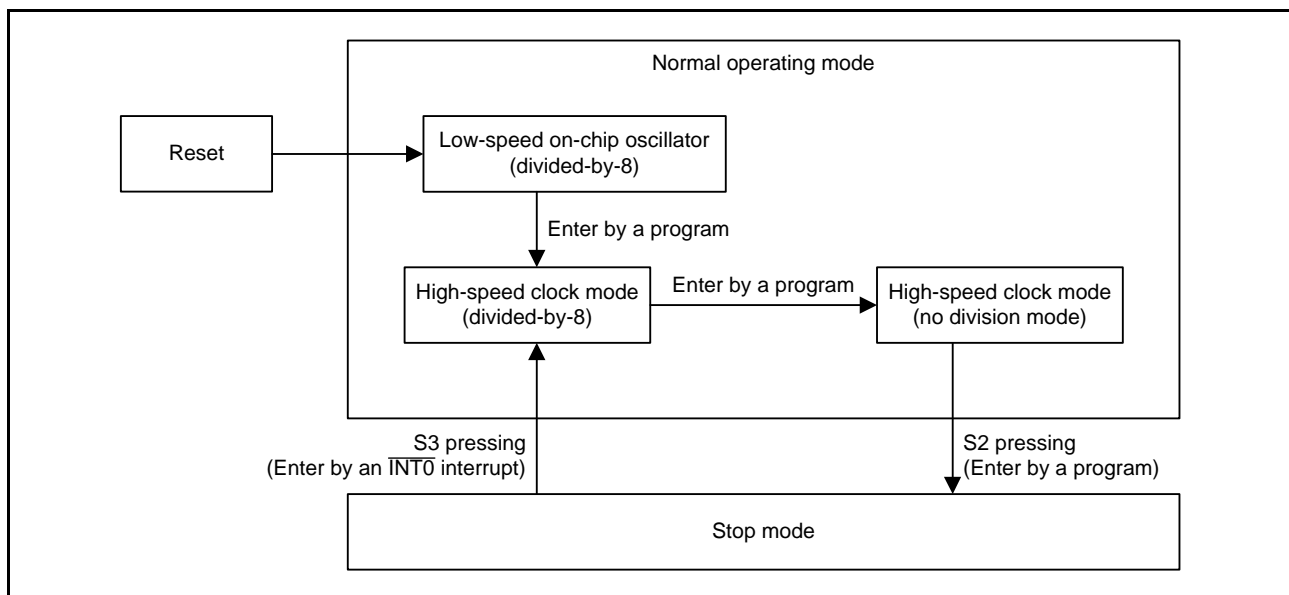 Normal operating mode
Reset
Low-speed on-chip oscillator
(divided-by-8)
Enter by a program
High-speed clock mode
(divided-by-8)
Enter by a program
High-speed clock mode
(no division mode)
S3 pressing
(Enter by an INT0 interrupt)
S2 pressing
(Enter by a program)
Stop mode